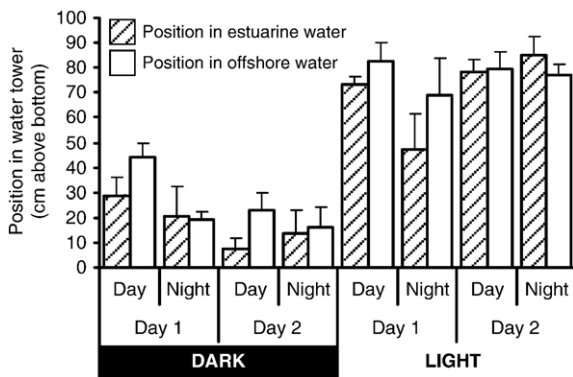 Position in water tower
(cm above bottom)
100
90
80
70
60
50
40
30
20
10
0
Position in estuarine water
Position in offshore water
Day Night Day Night Day Night Day Night
Day 1 Day 2 Day 1 Day 2
DARK LIGHT